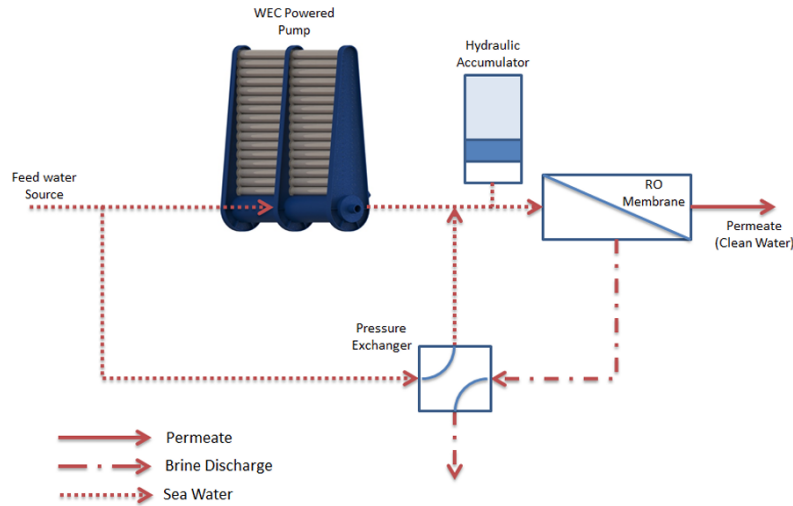 WEC Powered
Pump
Hydraulic
Accumulator
Feed water
Source
RO
Membrane
Permeate
(Clean Water)
Pressure
Exchanger
Permeate
Brine Discharge
Sea Water